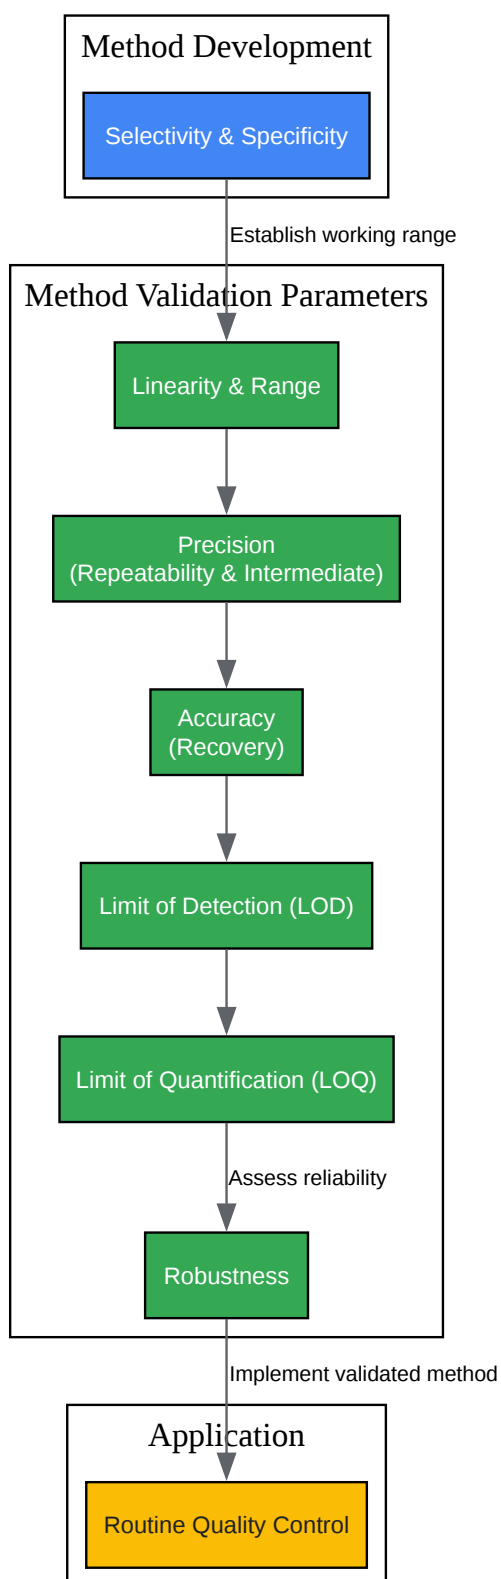 Method Development
Selectivity & Specificity
Establish working range
Method Validation Parameters
Linearity & Range
Precision
(Repeatability & Intermediate)
Accuracy
(Recovery)
Limit of Detection (LOD)
Limit of Quantification (LOQ)
Assess reliability
Robustness
Implement validated method
Application
Routine Quality Control